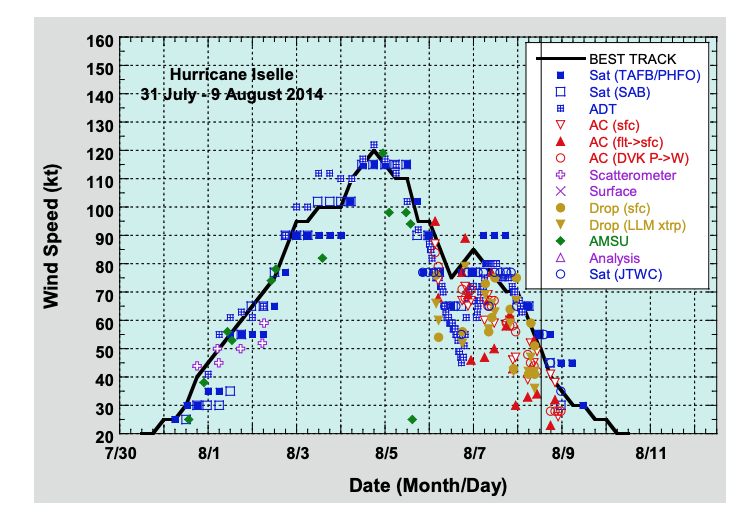 Hurricane Iselle
31 July - 9 August 2014
BEST TRACK
Sat (TAFB/PHFO)
Sat (SAB)
ADT
AC (sfc)
AC (flt->sfc)
AC (DVK P->W)
Scatterometer
Surface
Drop (sfc)
Drop (LLM xtrp)
AMSU
Analysis
Sat (JTWC)
Wind Speed (kt)
160
150
140
130
120
110
100
90
80
70
60
50
40
30
20
7/30 8/1 8/3 8/5 8/7 8/9 8/11
Date (Month/Day)